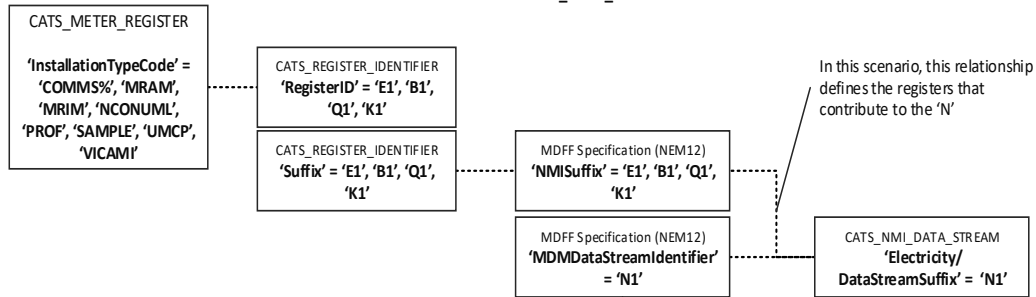 CATS_METER_REGISTER
‘InstallationTypeCode’ =
‘COMMS%’, ‘MRAM’,
‘MRIM’, ‘NCONUML’,
‘PROF’, ‘SAMPLE’, ‘UMCP’,
‘VICAMI’
CATS_REGISTER_IDENTIFIER
‘RegisterID’ = ‘E1’, ‘B1’,
‘Q1’, ‘K1’
In this scenario, this relationship
defines the registers that
contribute to the ‘N’
CATS_REGISTER_IDENTIFIER
‘Suffix’ = ‘E1’, ‘B1’, ‘Q1’,
‘K1’
MDFF Specification (NEM12)
‘NMISuffix’ = ‘E1’, ‘B1’, ‘Q1’,
‘K1’
MDFF Specification (NEM12)
‘MDMDataStreamIdentifier’
= ‘N1’
CATS_NMI_DATA_STREAM
‘Electricity/
DataStreamSuffix’ = ‘N1’